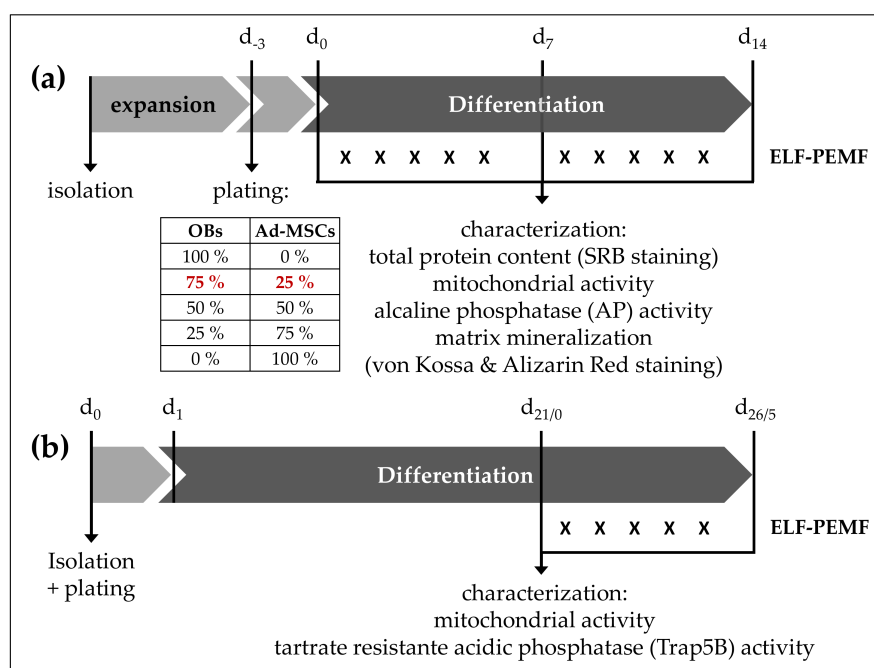 d-3 d0 d7 d14
(a)
expansion Differentiation
X X X X X X X X X X ELF-PEMF
isolation plating:
OBs Ad-MSCs
100 % 0 %
75 % 25 %
50 % 50 %
25 % 75 %
0 % 100 %
characterization:
total protein content (SRB staining)
mitochondrial activity
alcaline phosphatase (AP) activity
matrix mineralization
(von Kossa & Alizarin Red staining)
d0 d1 d21/0 d26/5
(b)
Differentiation
X X X X X ELF-PEMF
Isolation
+ plating
characterization:
mitochondrial activity
tartrate resistante acidic phosphatase (Trap5B) activity